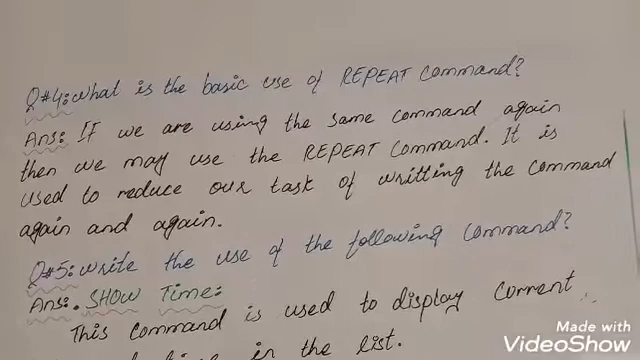 Q#4: What is the basic use of REPEAT Command?
Ans: IF we are using the same command again
then we may use the REPEAT Command. It is
used to reduce our task of writting the command
again and again.
Q#5: Write the use of the following Command?
Ans:. SHOW Time:
This Command is used to display current
in the list.
Made with
VideoShow